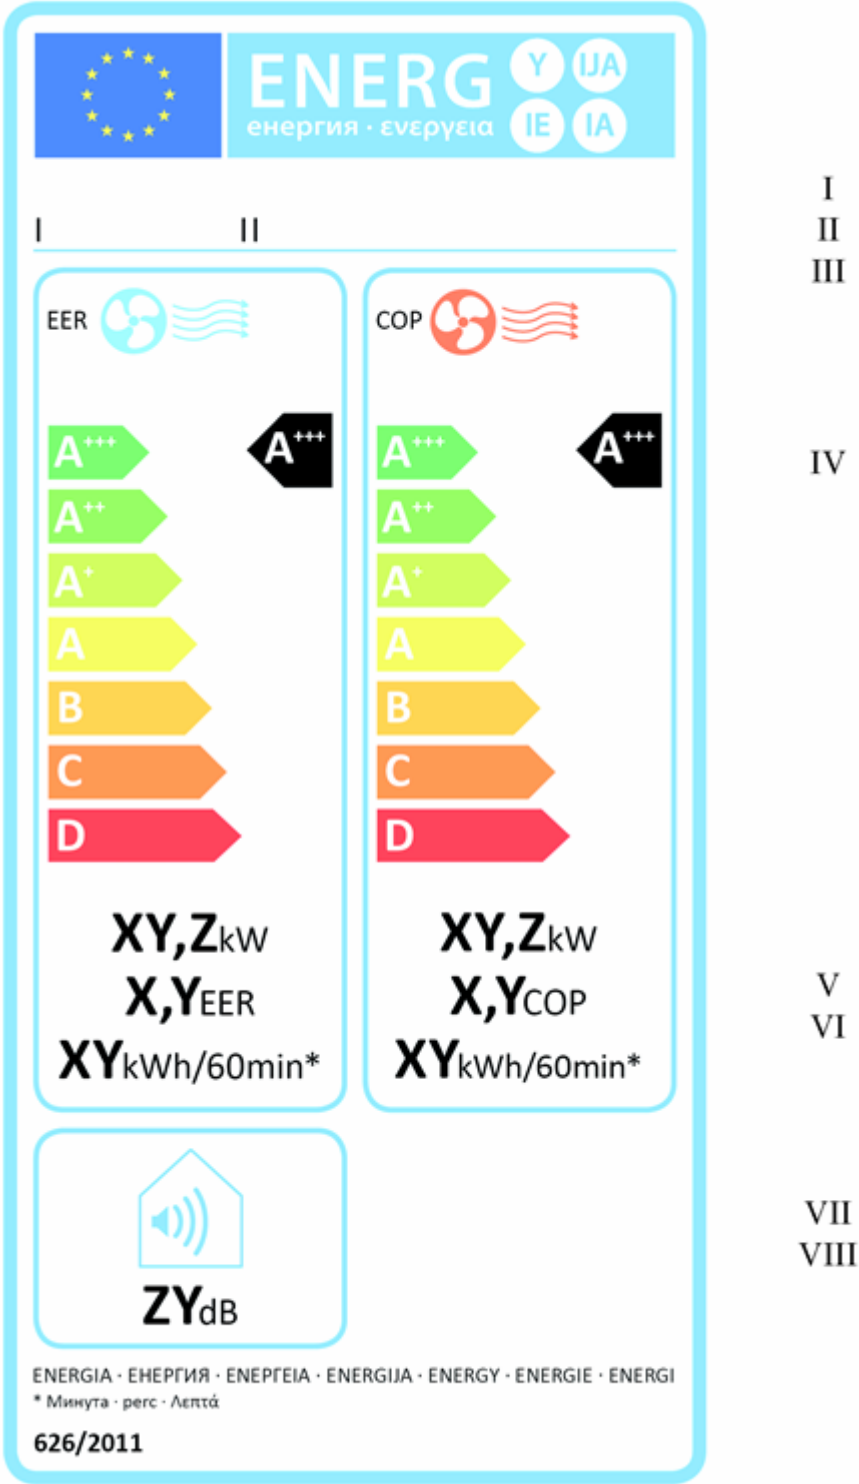 ENERG Y IJA
енергия · ενεργεια IE IA
I II
I
II
III
EER
A+++ A+++
A++
A+
A
B
C
D
XY,ZkW
X,YEER
XYkWh/60min*
COP
A+++ A+++
A++
A+
A
B
C
D
XY,ZkW
X,YCOP
XYkWh/60min*
IV
V
VI
ZYdB
VII
VIII
ENERGIA · ЕНЕРГИЯ · ΕΝΕΡΓΕΙΑ · ENERGIJA · ENERGY · ENERGIE · ENERGI
* Минута · perc · Λεπτά
626/2011